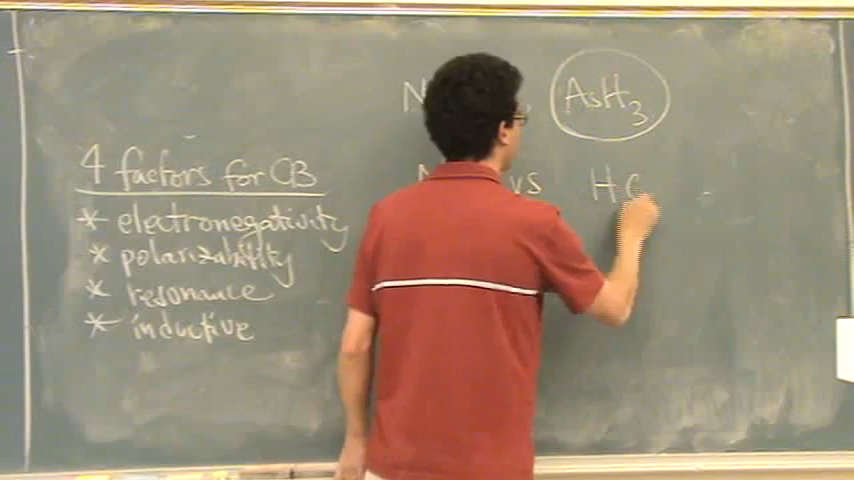 4 factors for CB
* electronegativity
* polarizability
* resonance
* inductive
N AsH3
vs H